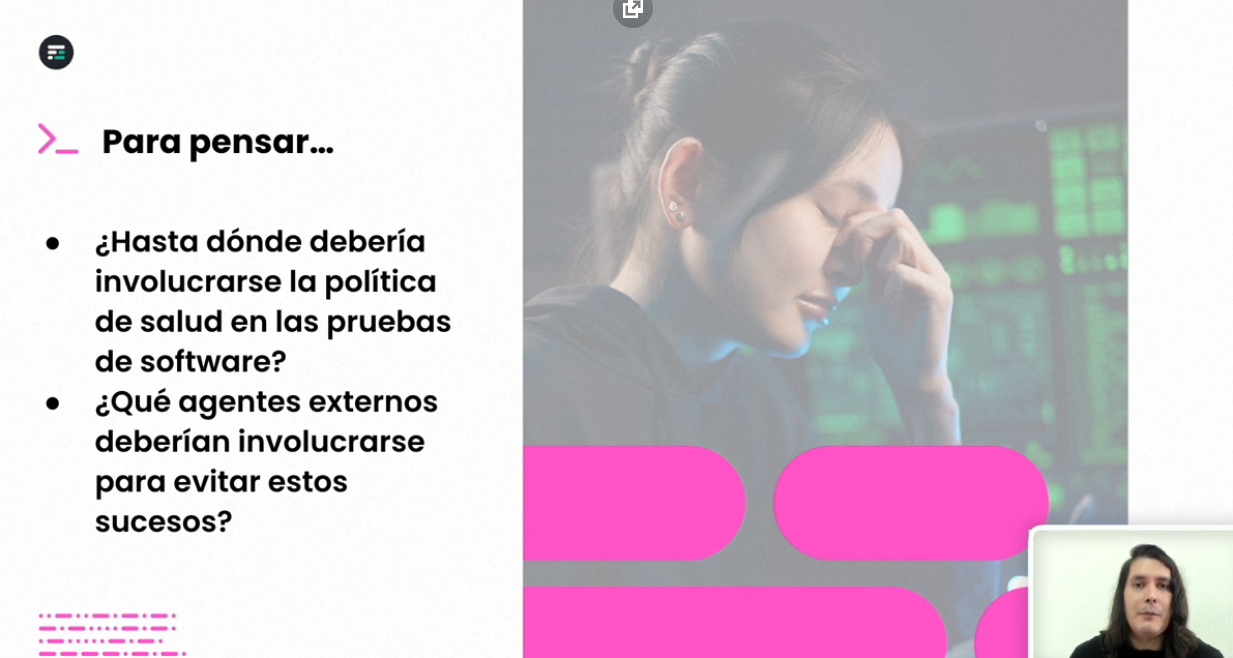 Para pensar...
● ¿Hasta dónde debería
involucrarse la política
de salud en las pruebas
de software?
● ¿Qué agentes externos
deberían involucrarse
para evitar estos
sucesos?